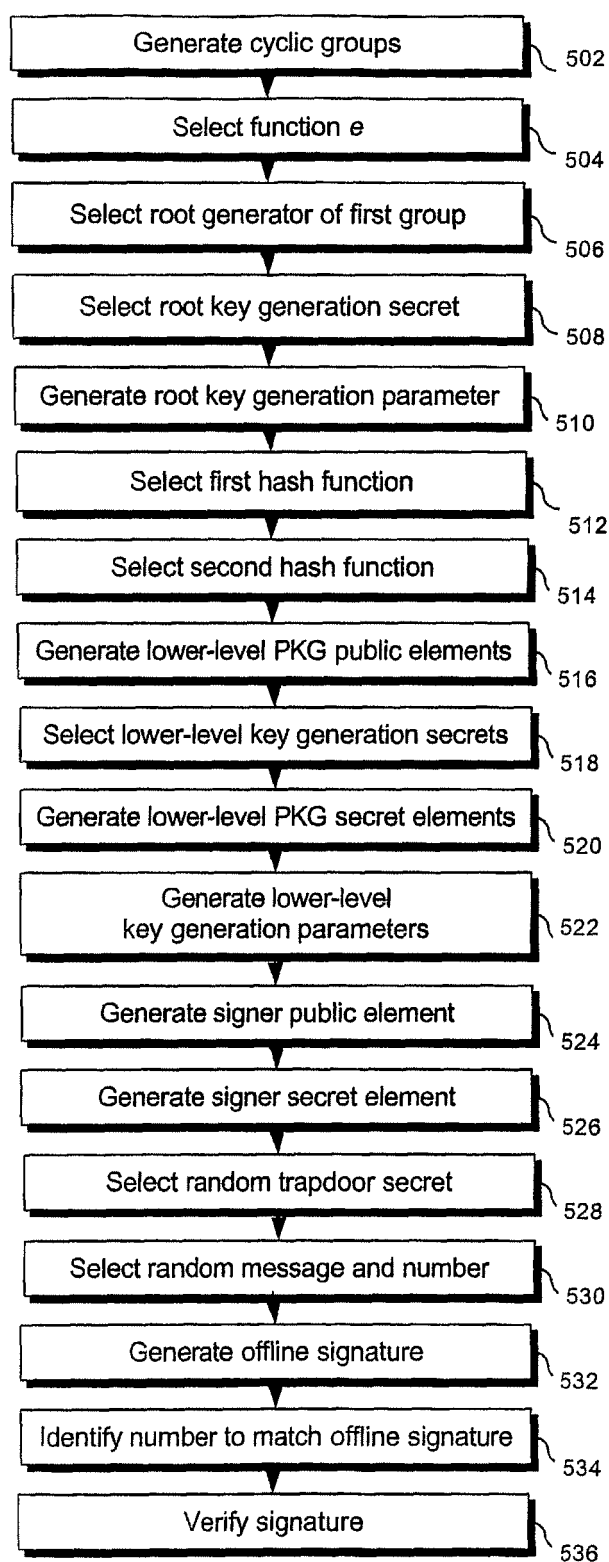 Generate cyclic groups
502
Select function e
504
Select root generator of first group
506
Select root key generation secret
508
Generate root key generation parameter
510
Select first hash function
512
Select second hash function
514
Generate lower-level PKG public elements
516
Select lower-level key generation secrets
518
Generate lower-level PKG secret elements
520
Generate lower-level
key generation parameters
522
Generate signer public element
524
Generate signer secret element
526
Select random trapdoor secret
528
Select random message and number
530
Generate offline signature
532
Identify number to match offline signature
534
Verify signature
536